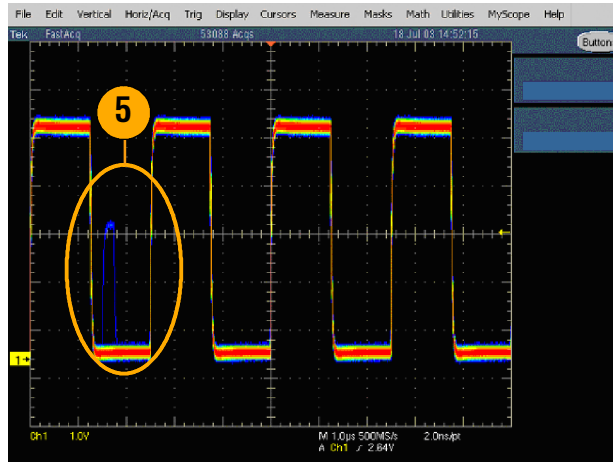 File Edit Vertical Horiz/Acq Trig Display Cursors Measure Masks Math Utilities MyScope Help
Tek FastAcq 53088 Acqs 18 Jul 03 14:52:15 Button
5
1
Ch1 1.0V M 1.0µs 500MS/s 2.0ns/pt
A Ch1 / 2.64V